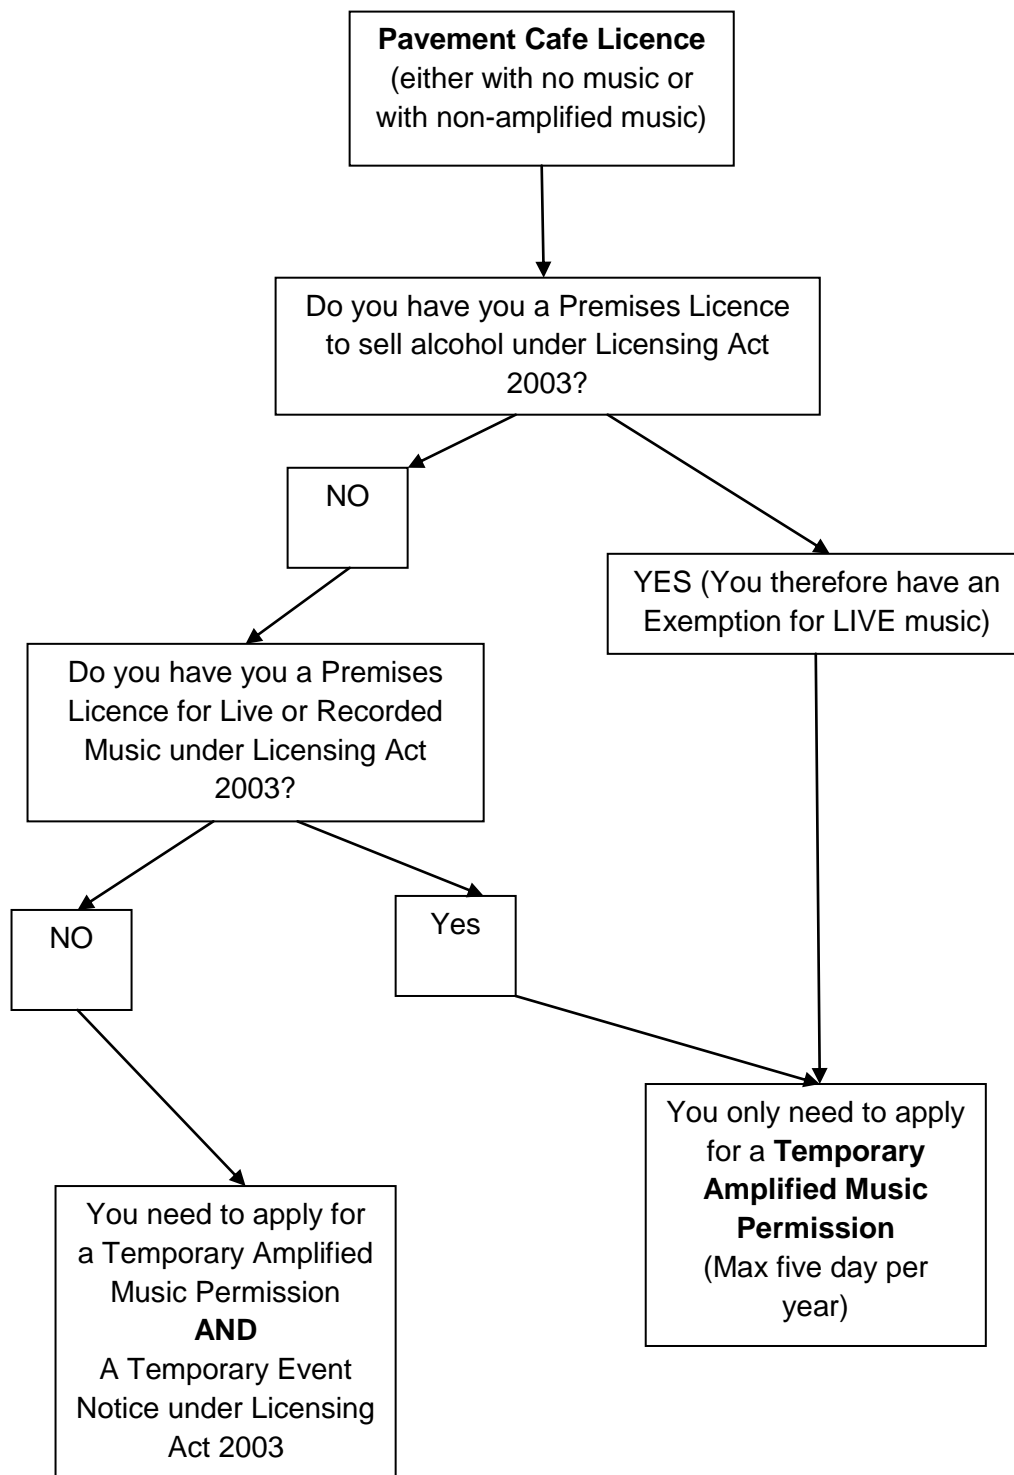 Pavement Cafe Licence
(either with no music or
with non-amplified music)
Do you have you a Premises Licence
to sell alcohol under Licensing Act
2003?
NO
YES (You therefore have an
Exemption for LIVE music)
Do you have you a Premises
Licence for Live or Recorded
Music under Licensing Act
2003?
NO
Yes
You only need to apply
for a Temporary
Amplified Music
Permission
(Max five day per
year)
You need to apply for
a Temporary Amplified
Music Permission
AND
A Temporary Event
Notice under Licensing
Act 2003